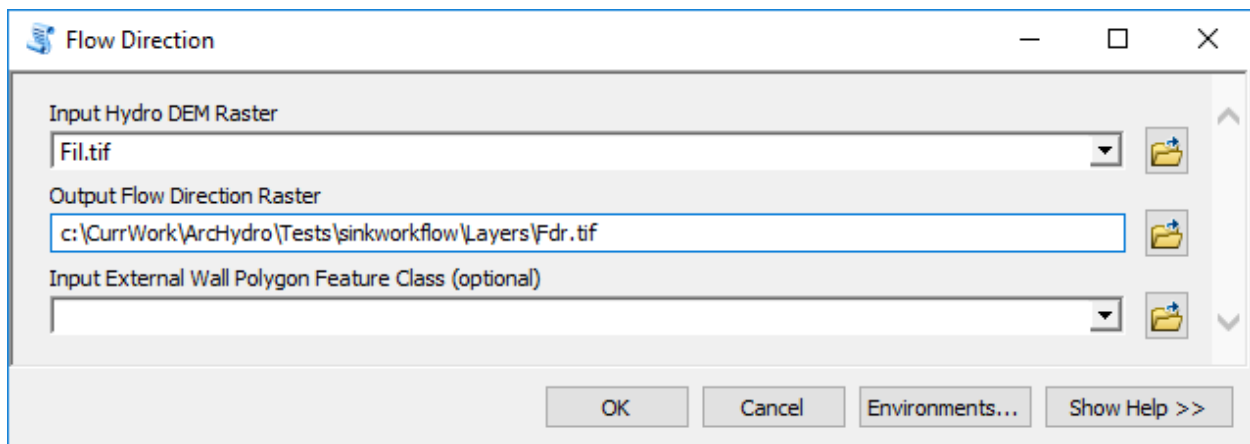 Flow Direction
Input Hydro DEM Raster
Fil.tif
Output Flow Direction Raster
c:\CurrWork\ArcHydro\Tests\sinkworkflow\Layers\Fdr.tif
Input External Wall Polygon Feature Class (optional)
OK Cancel Environments... Show Help >>